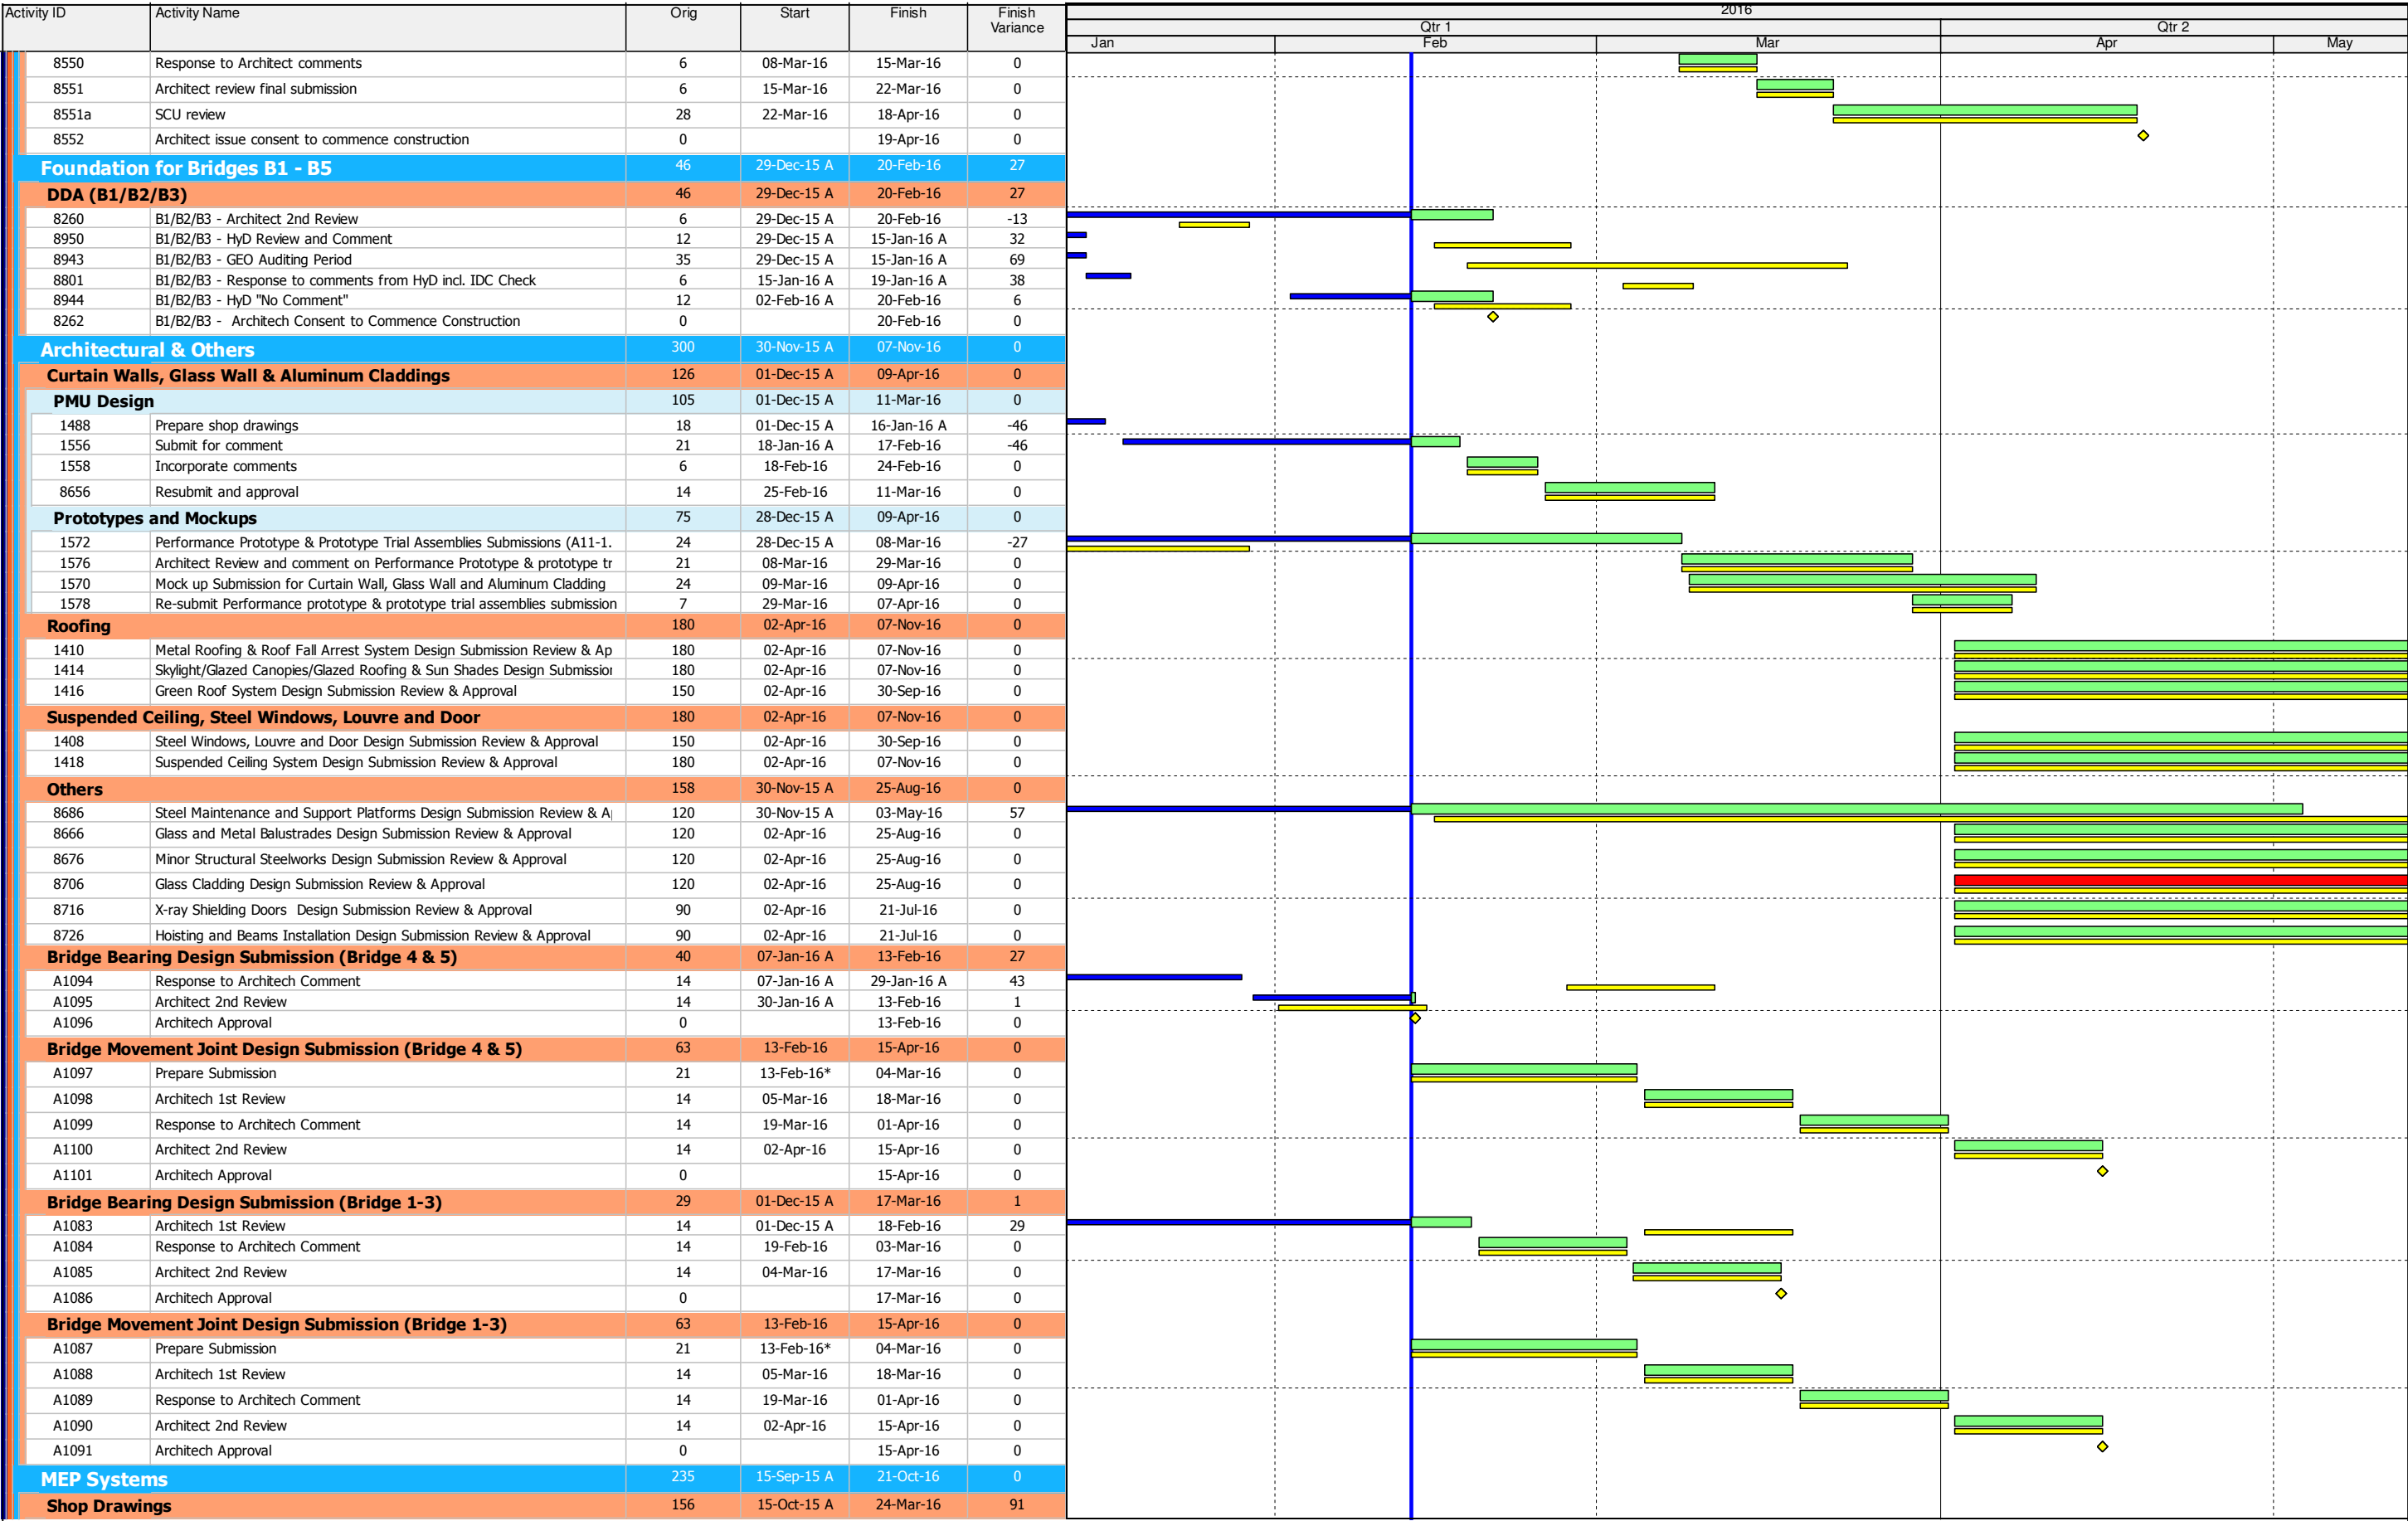 Activity ID Activity Name Orig Start Finish Finish Variance 2016
Qtr 1 Qtr 2
Jan Feb Mar Apr May
8550 Response to Architect comments 6 08-Mar-16 15-Mar-16 0
8551 Architect review final submission 6 15-Mar-16 22-Mar-16 0
8551a SCU review 28 22-Mar-16 18-Apr-16 0
8552 Architect issue consent to commence construction 0 19-Apr-16 0
Foundation for Bridges B1 - B5 46 29-Dec-15 A 20-Feb-16 27
DDA (B1/B2/B3) 46 29-Dec-15 A 20-Feb-16 27
8260 B1/B2/B3 - Architect 2nd Review 6 29-Dec-15 A 20-Feb-16 -13
8950 B1/B2/B3 - HyD Review and Comment 12 29-Dec-15 A 15-Jan-16 A 32
8943 B1/B2/B3 - GEO Auditing Period 35 29-Dec-15 A 15-Jan-16 A 69
8801 B1/B2/B3 - Response to comments from HyD incl. IDC Check 6 15-Jan-16 A 19-Jan-16 A 38
8944 B1/B2/B3 - HyD "No Comment" 12 02-Feb-16 A 20-Feb-16 6
8262 B1/B2/B3 - Architech Consent to Commence Construction 0 20-Feb-16 0
Architectural & Others 300 30-Nov-15 A 07-Nov-16 0
Curtain Walls, Glass Wall & Aluminum Claddings 126 01-Dec-15 A 09-Apr-16 0
PMU Design 105 01-Dec-15 A 11-Mar-16 0
1488 Prepare shop drawings 18 01-Dec-15 A 16-Jan-16 A -46
1556 Submit for comment 21 18-Jan-16 A 17-Feb-16 -46
1558 Incorporate comments 6 18-Feb-16 24-Feb-16 0
8656 Resubmit and approval 14 25-Feb-16 11-Mar-16 0
Prototypes and Mockups 75 28-Dec-15 A 09-Apr-16 0
1572 Performance Prototype & Prototype Trial Assemblies Submissions (A11-1. 24 28-Dec-15 A 08-Mar-16 -27
1576 Architect Review and comment on Performance Prototype & prototype tr 21 08-Mar-16 29-Mar-16 0
1570 Mock up Submission for Curtain Wall, Glass Wall and Aluminum Cladding 24 09-Mar-16 09-Apr-16 0
1578 Re-submit Performance prototype & prototype trial assemblies submission 7 29-Mar-16 07-Apr-16 0
Roofing 180 02-Apr-16 07-Nov-16 0
1410 Metal Roofing & Roof Fall Arrest System Design Submission Review & Ap 180 02-Apr-16 07-Nov-16 0
1414 Skylight/Glazed Canopies/Glazed Roofing & Sun Shades Design Submission 180 02-Apr-16 07-Nov-16 0
1416 Green Roof System Design Submission Review & Approval 150 02-Apr-16 30-Sep-16 0
Suspended Ceiling, Steel Windows, Louvre and Door 180 02-Apr-16 07-Nov-16 0
1408 Steel Windows, Louvre and Door Design Submission Review & Approval 150 02-Apr-16 30-Sep-16 0
1418 Suspended Ceiling System Design Submission Review & Approval 180 02-Apr-16 07-Nov-16 0
Others 158 30-Nov-15 A 25-Aug-16 0
8686 Steel Maintenance and Support Platforms Design Submission Review & A 120 30-Nov-15 A 03-May-16 57
8666 Glass and Metal Balustrades Design Submission Review & Approval 120 02-Apr-16 25-Aug-16 0
8676 Minor Structural Steelworks Design Submission Review & Approval 120 02-Apr-16 25-Aug-16 0
8706 Glass Cladding Design Submission Review & Approval 120 02-Apr-16 25-Aug-16 0
8716 X-ray Shielding Doors Design Submission Review & Approval 90 02-Apr-16 21-Jul-16 0
8726 Hoisting and Beams Installation Design Submission Review & Approval 90 02-Apr-16 21-Jul-16 0
Bridge Bearing Design Submission (Bridge 4 & 5) 40 07-Jan-16 A 13-Feb-16 27
A1094 Response to Architech Comment 14 07-Jan-16 A 29-Jan-16 A 43
A1095 Architect 2nd Review 14 30-Jan-16 A 13-Feb-16 1
A1096 Architech Approval 0 13-Feb-16 0
Bridge Movement Joint Design Submission (Bridge 4 & 5) 63 13-Feb-16 15-Apr-16 0
A1097 Prepare Submission 21 13-Feb-16* 04-Mar-16 0
A1098 Architech 1st Review 14 05-Mar-16 18-Mar-16 0
A1099 Response to Architech Comment 14 19-Mar-16 01-Apr-16 0
A1100 Architect 2nd Review 14 02-Apr-16 15-Apr-16 0
A1101 Architech Approval 0 15-Apr-16 0
Bridge Bearing Design Submission (Bridge 1-3) 29 01-Dec-15 A 17-Mar-16 1
A1083 Architech 1st Review 14 01-Dec-15 A 18-Feb-16 29
A1084 Response to Architech Comment 14 19-Feb-16 03-Mar-16 0
A1085 Architect 2nd Review 14 04-Mar-16 17-Mar-16 0
A1086 Architech Approval 0 17-Mar-16 0
Bridge Movement Joint Design Submission (Bridge 1-3) 63 13-Feb-16 15-Apr-16 0
A1087 Prepare Submission 21 13-Feb-16* 04-Mar-16 0
A1088 Architech 1st Review 14 05-Mar-16 18-Mar-16 0
A1089 Response to Architech Comment 14 19-Mar-16 01-Apr-16 0
A1090 Architect 2nd Review 14 02-Apr-16 15-Apr-16 0
A1091 Architech Approval 0 15-Apr-16 0
MEP Systems 235 15-Sep-15 A 21-Oct-16 0
Shop Drawings 156 15-Oct-15 A 24-Mar-16 91